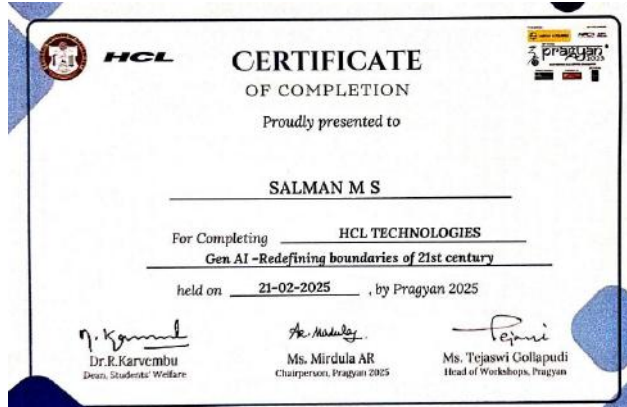 HCL
CERTIFICATE
OF COMPLETION
Proudly presented to
SALMAN M S
For Completing HCL TECHNOLOGIES
Gen AI –Redefining boundaries of 21st century
held on 21-02-2025 , by Pragyan 2025
Dr.R.Karvembu
Dean, Students' Welfare
Ms. Mirdula AR
Chairperson, Pragyan 2025
Ms. Tejaswi Gollapudi
Head of Workshops, Pragyan
pragyan
2025